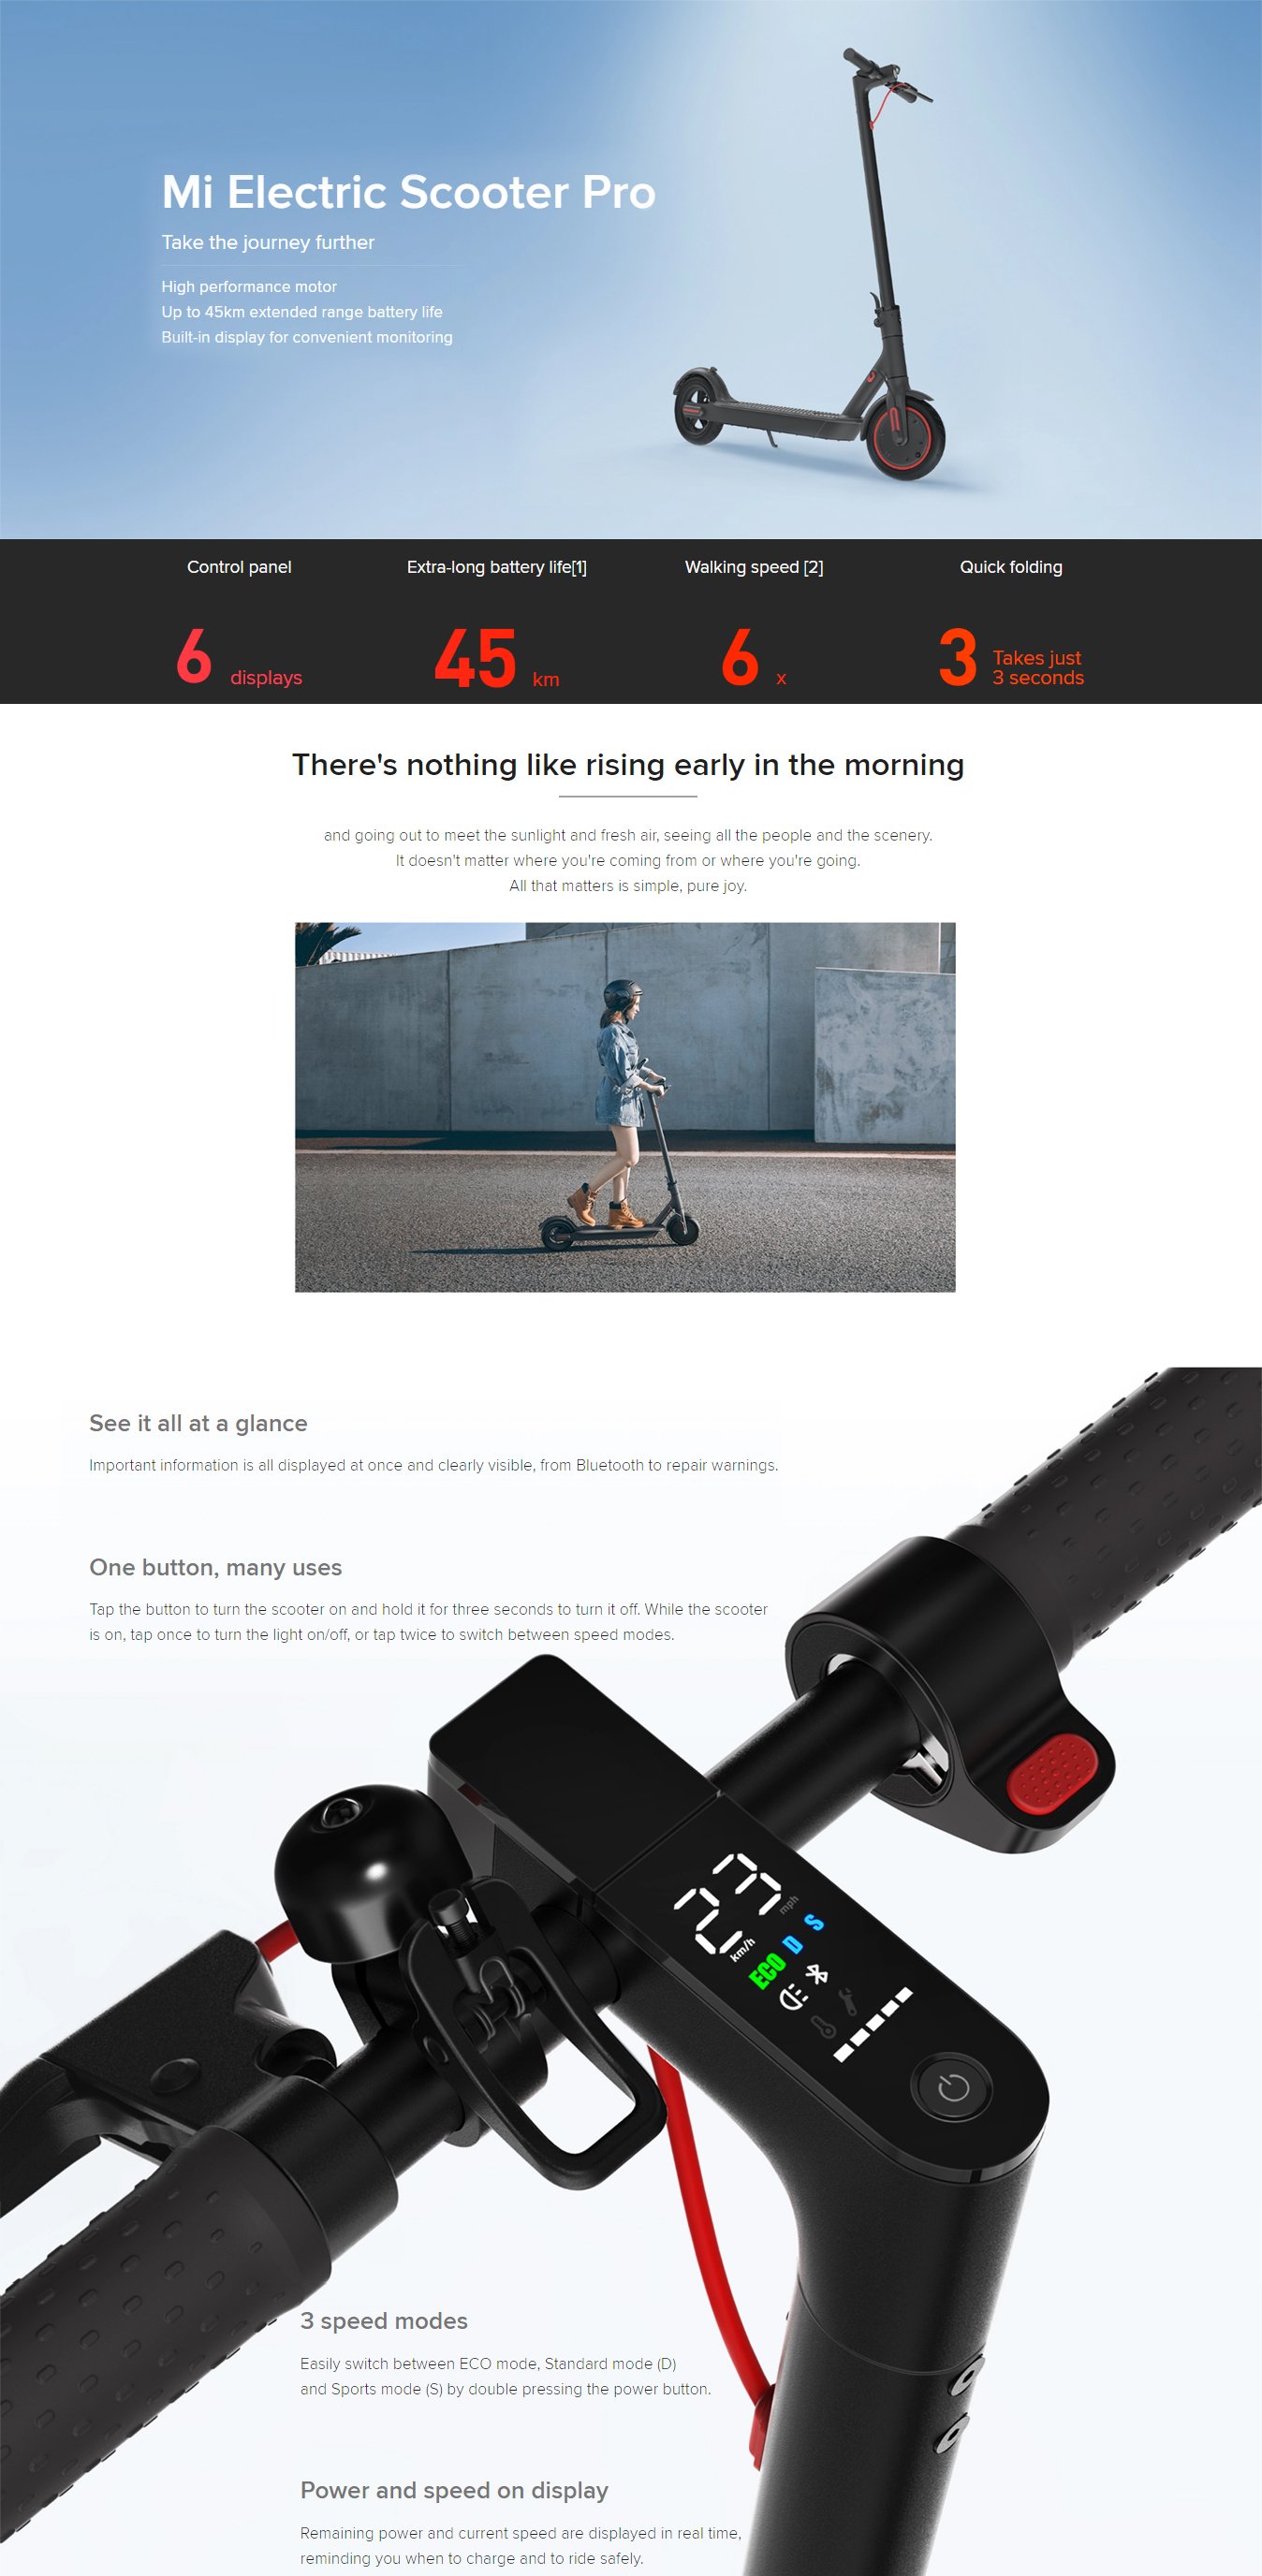 Mi Electric Scooter Pro
Take the journey further
High performance motor
Up to 45km extended range battery life
Built-in display for convenient monitoring
Control panel
6 displays
Extra-long battery life[1]
45 km
Walking speed [2]
6 x
Quick folding
3 Takes just
3 seconds
There's nothing like rising early in the morning
and going out to meet the sunlight and fresh air, seeing all the people and the scenery.
It doesn't matter where you're coming from or where you're going.
All that matters is simple, pure joy.
See it all at a glance
Important information is all displayed at once and clearly visible, from Bluetooth to repair warnings.
One button, many uses
Tap the button to turn the scooter on and hold it for three seconds to turn it off. While the scooter
is on, tap once to turn the light on/off, or tap twice to switch between speed modes.
23
mph
km/h
ECO D S
3 speed modes
Easily switch between ECO mode, Standard mode (D)
and Sports mode (S) by double pressing the power button.
Power and speed on display
Remaining power and current speed are displayed in real time,
reminding you when to charge and to ride safely.